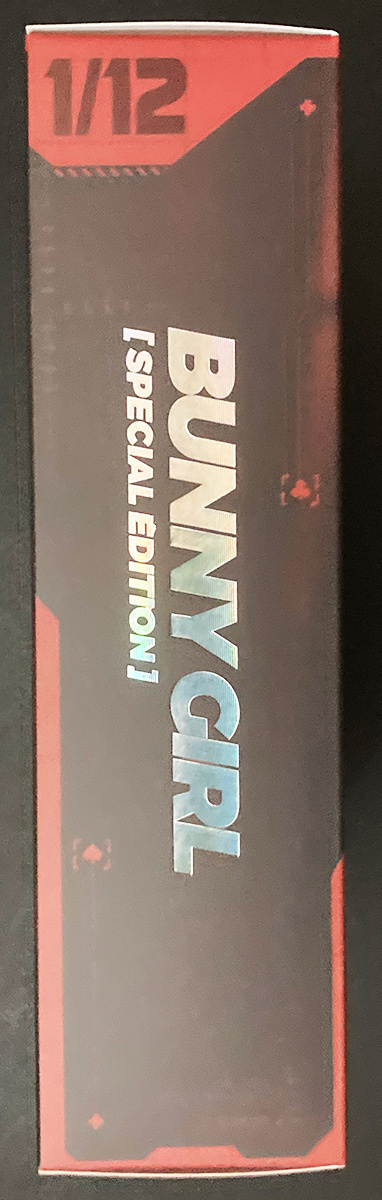 1/12
BUNNY GIRL
[ SPECIAL EDITION ]